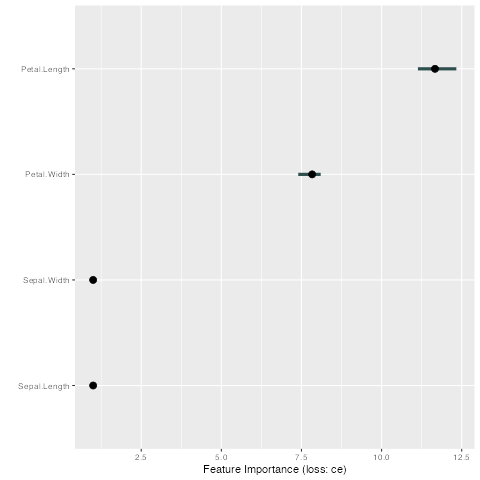 Petal.Length
Petal.Width
Sepal.Width
Sepal.Length
2.5 5.0 7.5 10.0 12.5
Feature Importance (loss: ce)